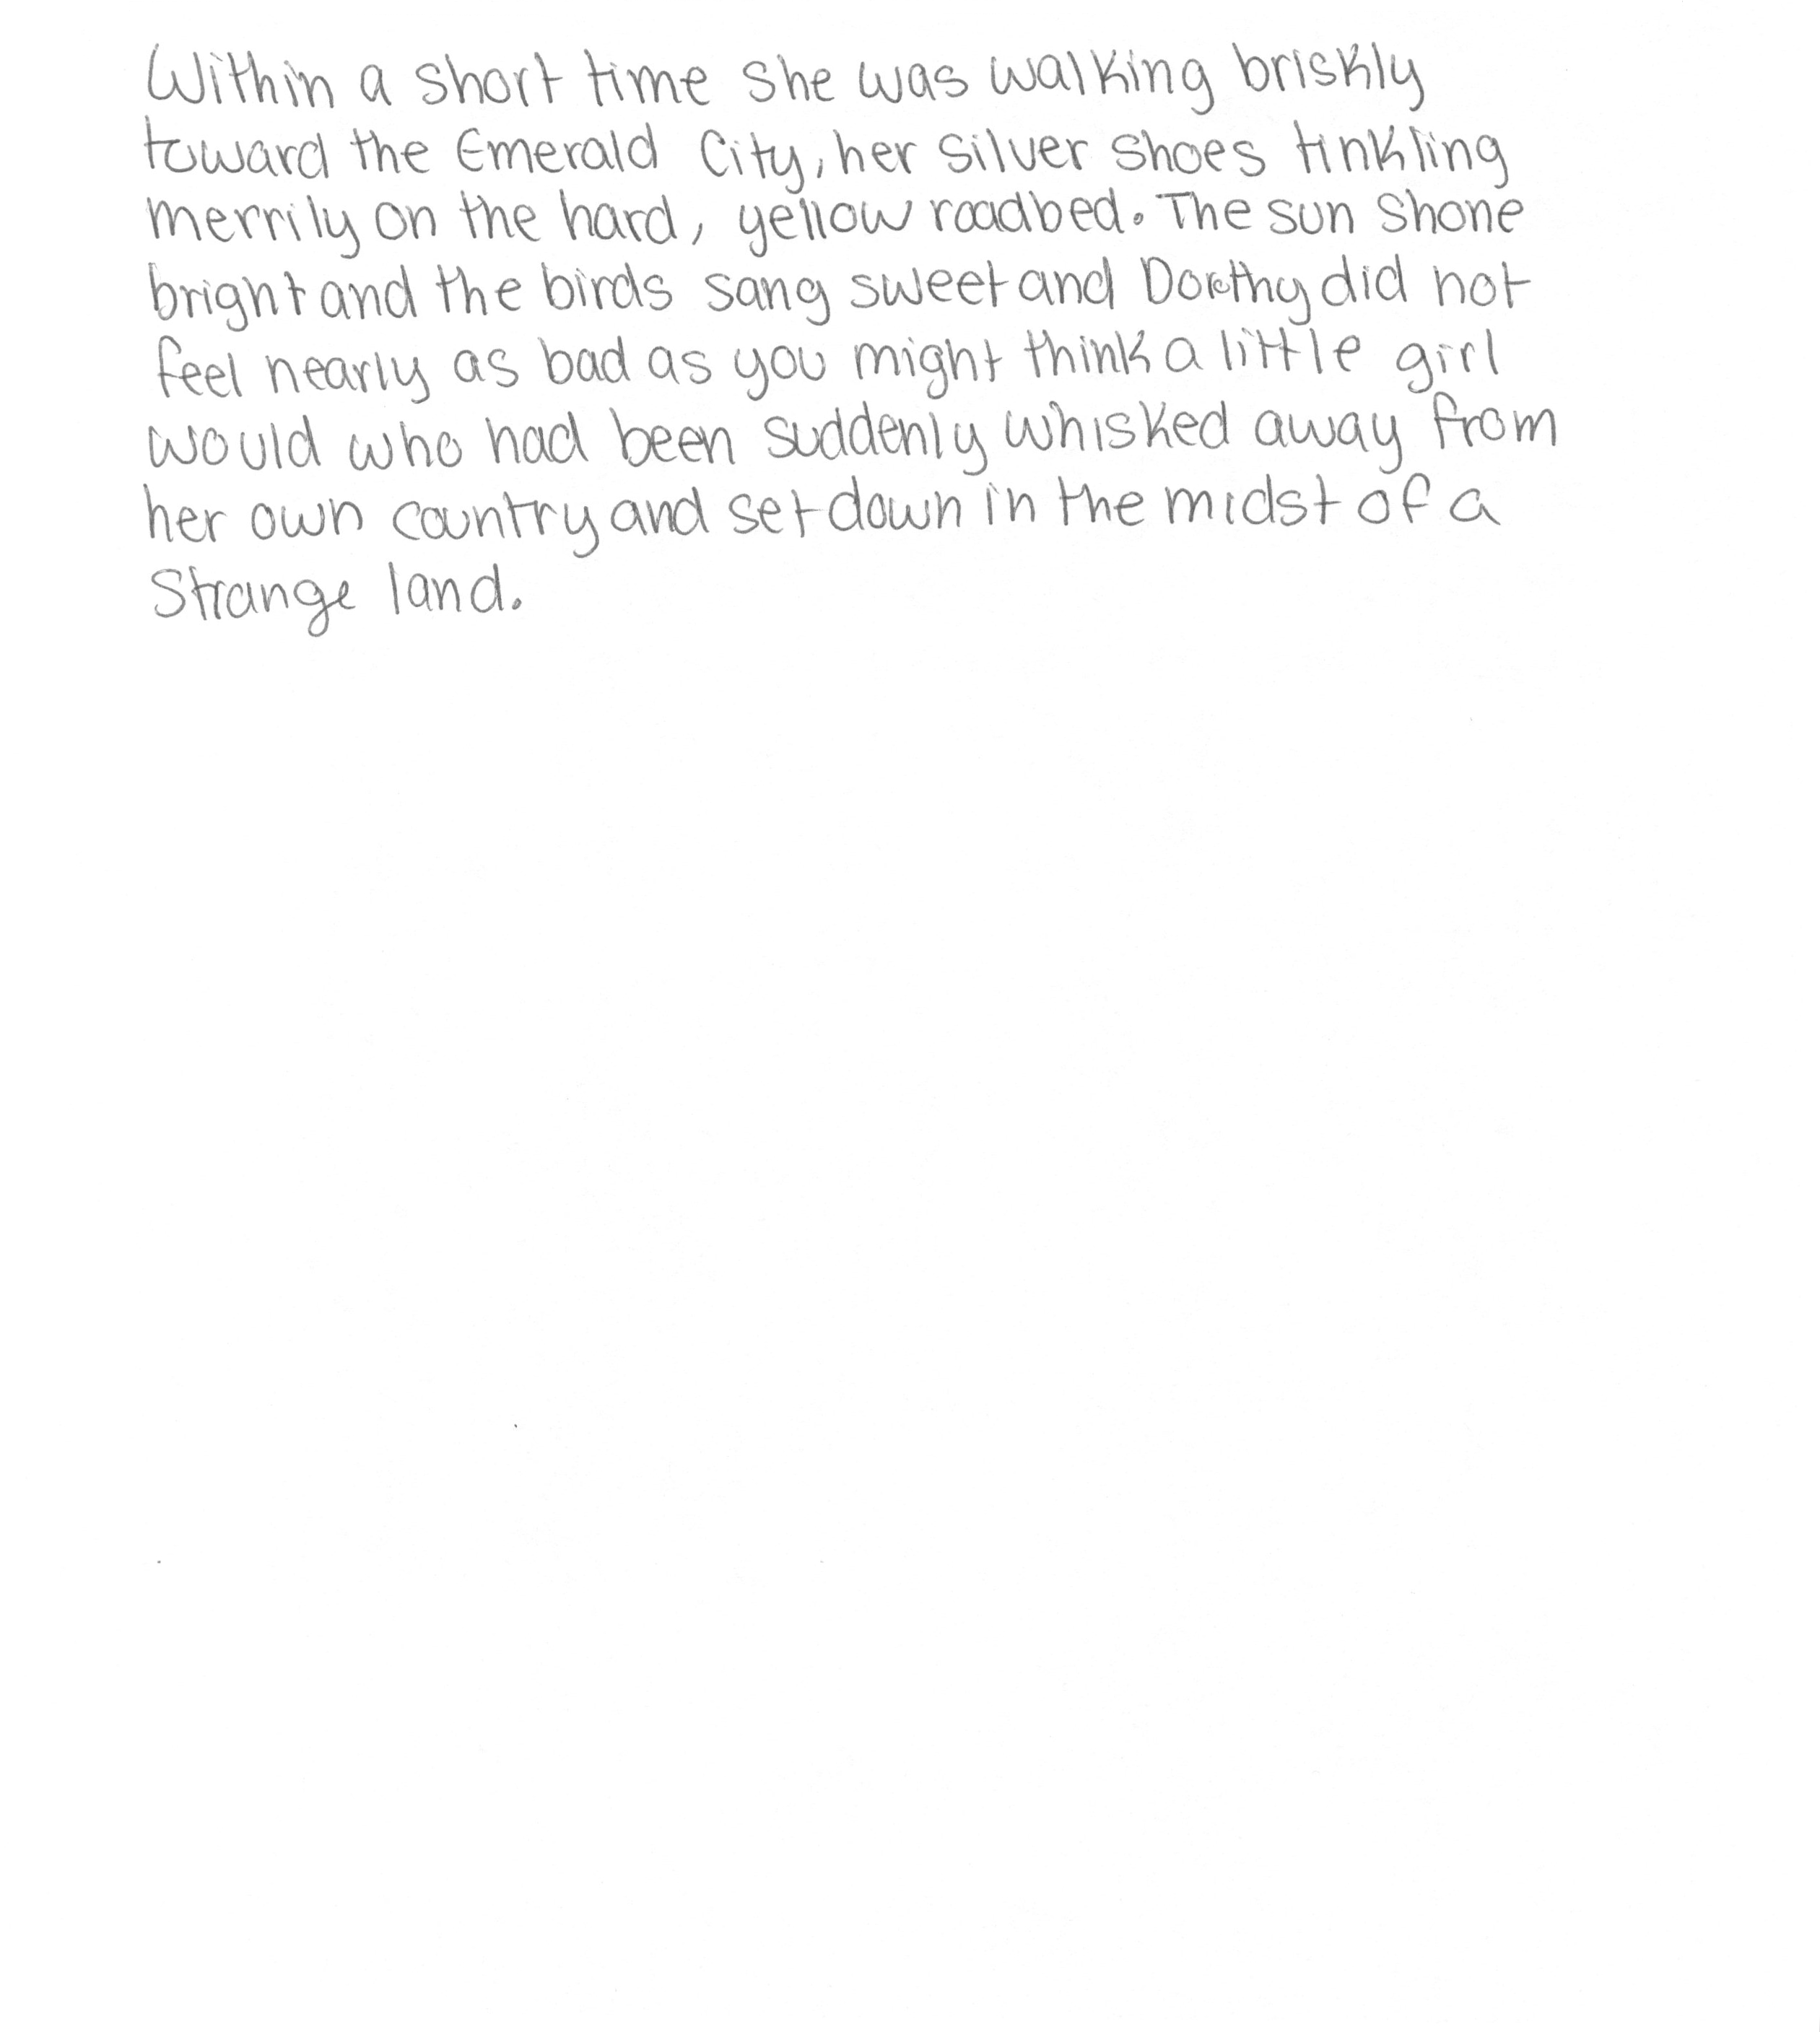 Within a short time she was walking briskly
toward the Emerald City, her silver shoes tinkling
merrily on the hard, yellow roadbed. The sun shone
bright and the birds sang sweet and Dorothy did not
feel nearly as bad as you might think a little girl
would who had been suddenly whisked away from
her own country and set down in the midst of a
strange land.